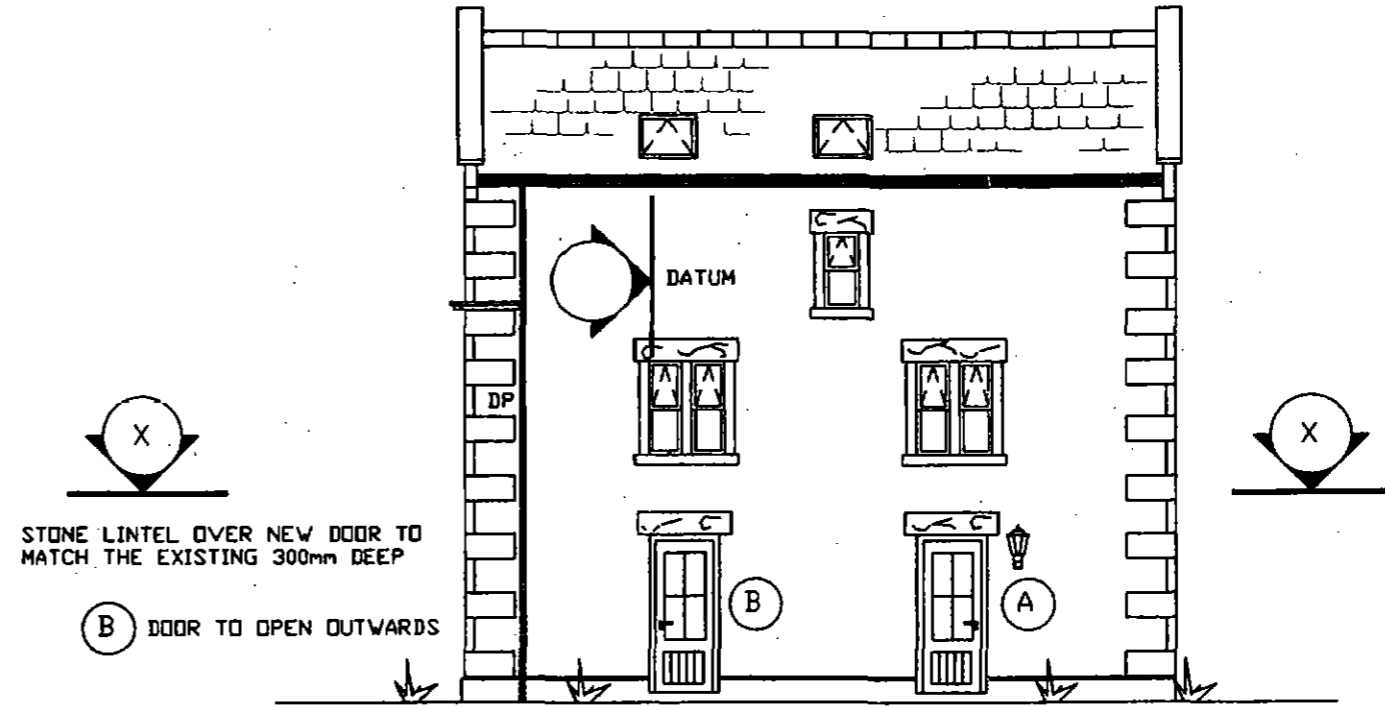 DATUM
DP
X
X
STONE LINTEL OVER NEW DOOR TO
MATCH THE EXISTING 300mm DEEP
B
A
B DOOR TO OPEN OUTWARDS